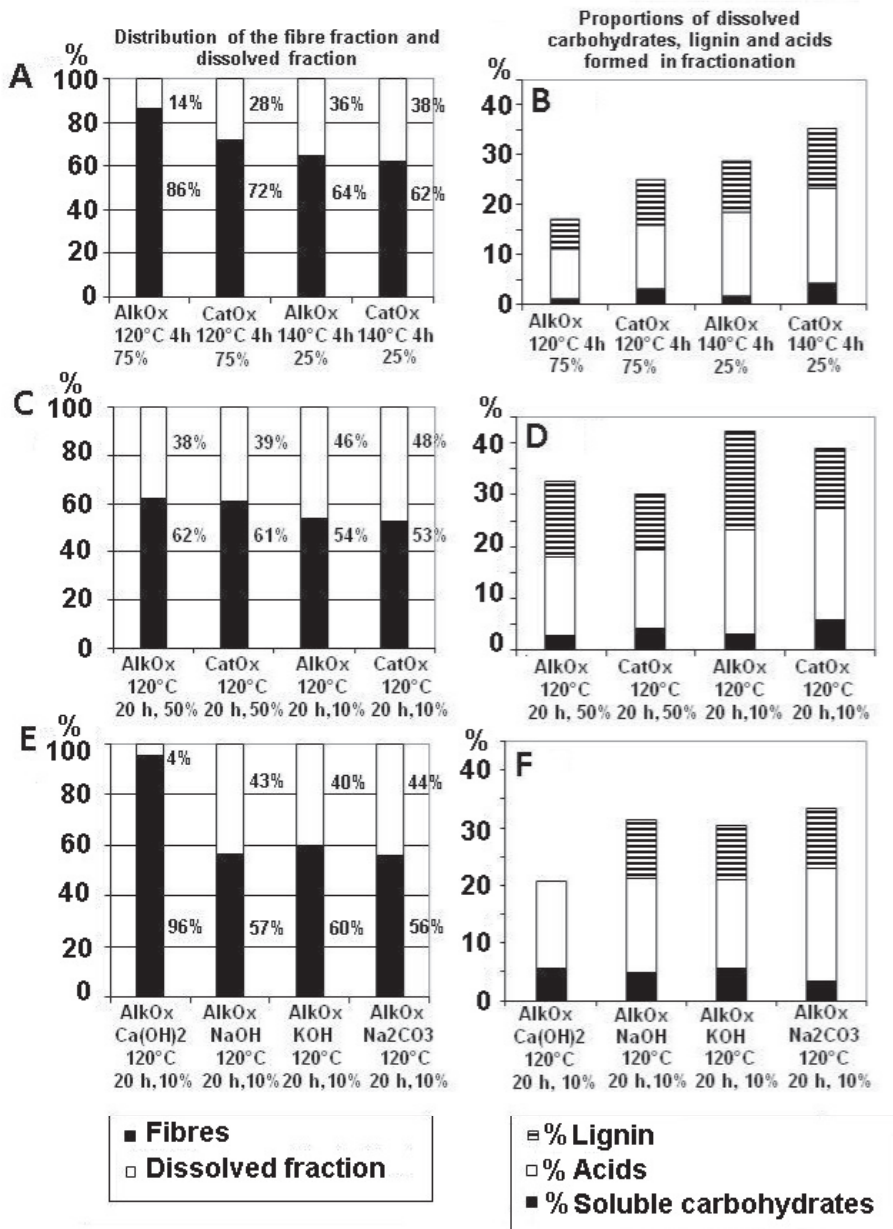 Distribution of the fibre fraction and
dissolved fraction
Proportions of dissolved
carbohydrates, lignin and acids
formed in fractionation
A
%
100
80
60
40
20
0
14%
28%
36%
38%
86%
72%
64%
62%
AlkOx
120°C 4h
75%
CatOx
120°C 4h
75%
AlkOx
140°C 4h
25%
CatOx
140°C 4h
25%
B
%
40
30
20
10
0
AlkOx
120°C 4h
75%
CatOx
120°C 4h
75%
AlkOx
140°C 4h
25%
CatOx
140°C 4h
25%
C
%
100
80
60
40
20
0
38%
39%
46%
48%
62%
61%
54%
53%
AlkOx
120°C
20 h, 50%
CatOx
120°C
20 h, 50%
AlkOx
120°C
20 h, 10%
CatOx
120°C
20 h, 10%
D
%
40
30
20
10
0
AlkOx
120°C
20 h, 50%
CatOx
120°C
20 h, 50%
AlkOx
120°C
20 h, 10%
CatOx
120°C
20 h, 10%
E
%
100
80
60
40
20
0
4%
43%
40%
44%
96%
57%
60%
56%
AlkOx
Ca(OH)2
120°C
20 h, 10%
AlkOx
NaOH
120°C
20 h, 10%
AlkOx
KOH
120°C
20 h, 10%
AlkOx
Na2CO3
120°C
20 h, 10%
F
%
40
30
20
10
0
AlkOx
Ca(OH)2
120°C
20 h, 10%
AlkOx
NaOH
120°C
20 h, 10%
AlkOx
KOH
120°C
20 h, 10%
AlkOx
Na2CO3
120°C
20 h, 10%
Fibres
Dissolved fraction
% Lignin
% Acids
% Soluble carbohydrates